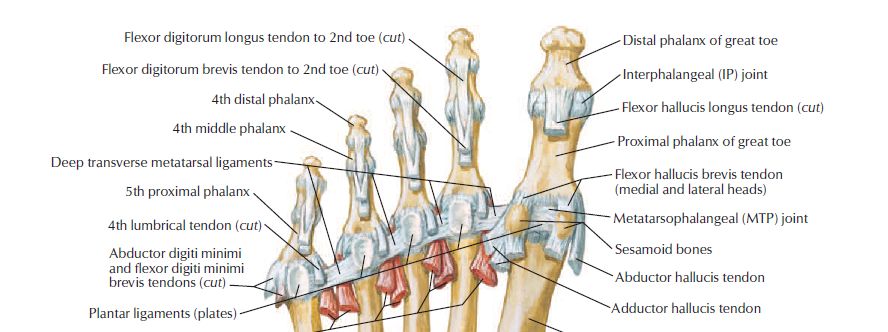 Flexor digitorum longus tendon to 2nd toe (cut)
Flexor digitorum brevis tendon to 2nd toe (cut)
4th distal phalanx
4th middle phalanx
Deep transverse metatarsal ligaments
5th proximal phalanx
4th lumbrical tendon (cut)
Abductor digiti minimi
and flexor digiti minimi
brevis tendons (cut)
Plantar ligaments (plates)
Distal phalanx of great toe
Interphalangeal (IP) joint
Flexor hallucis longus tendon (cut)
Proximal phalanx of great toe
Flexor hallucis brevis tendon
(medial and lateral heads)
Metatarsophalangeal (MTP) joint
Sesamoid bones
Abductor hallucis tendon
Adductor hallucis tendon